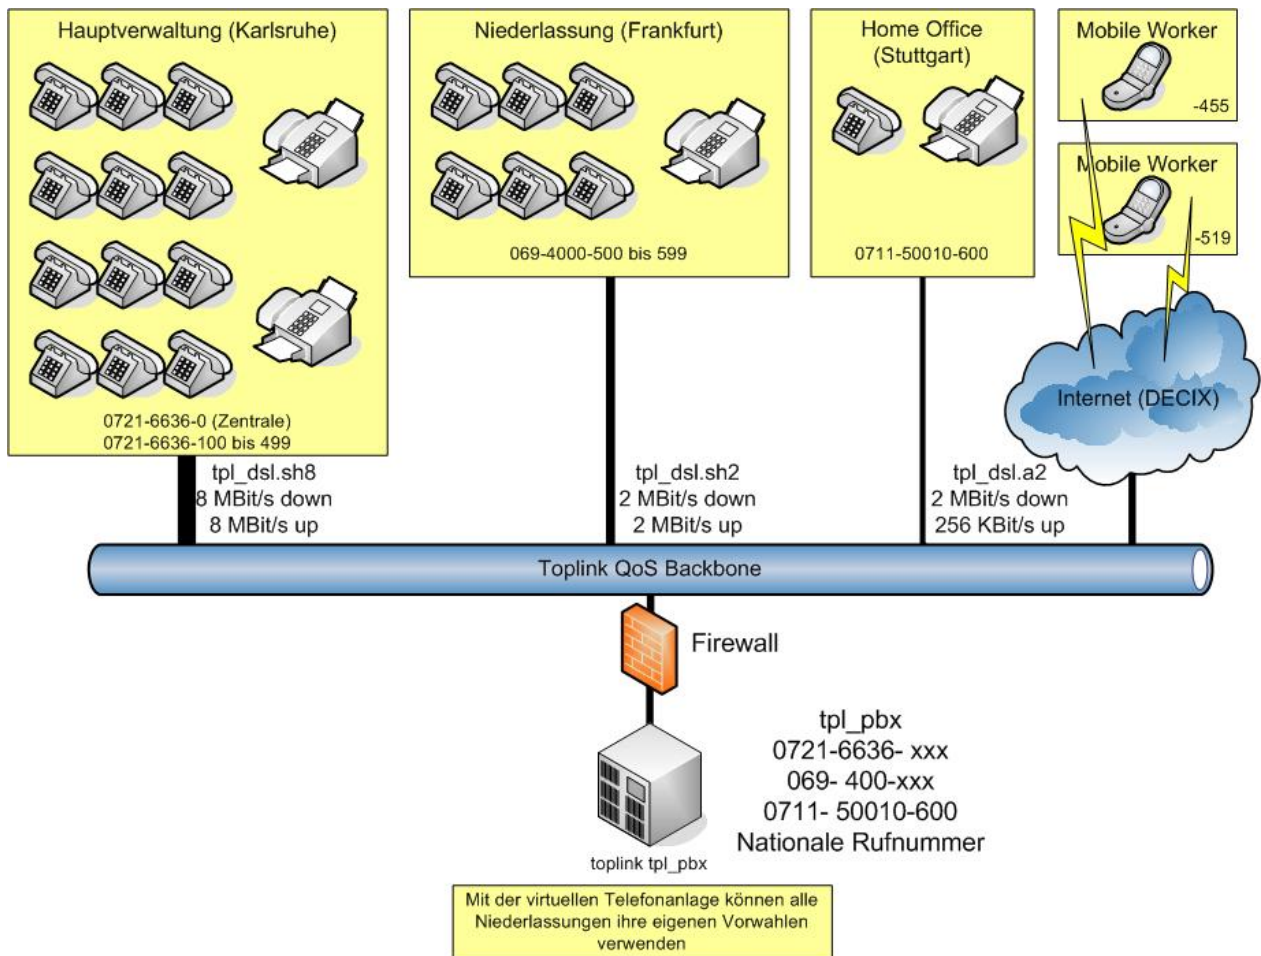 Hauptverwaltung (Karlsruhe)
0721-6636-0 (Zentrale)
0721-6636-100 bis 499
Niederlassung (Frankfurt)
069-4000-500 bis 599
Home Office
(Stuttgart)
0711-50010-600
Mobile Worker
-455
Mobile Worker
-519
Internet (DECIX)
tpl_dsl.sh8
8 MBit/s down
8 MBit/s up
tpl_dsl.sh2
2 MBit/s down
2 MBit/s up
tpl_dsl.a2
2 MBit/s down
256 KBit/s up
Toplink QoS Backbone
Firewall
tpl_pbx
0721-6636- xxx
069- 400-xxx
0711- 50010-600
Nationale Rufnummer
toplink tpl_pbx
Mit der virtuellen Telefonanlage können alle
Niederlassungen ihre eigenen Vorwahlen
verwenden